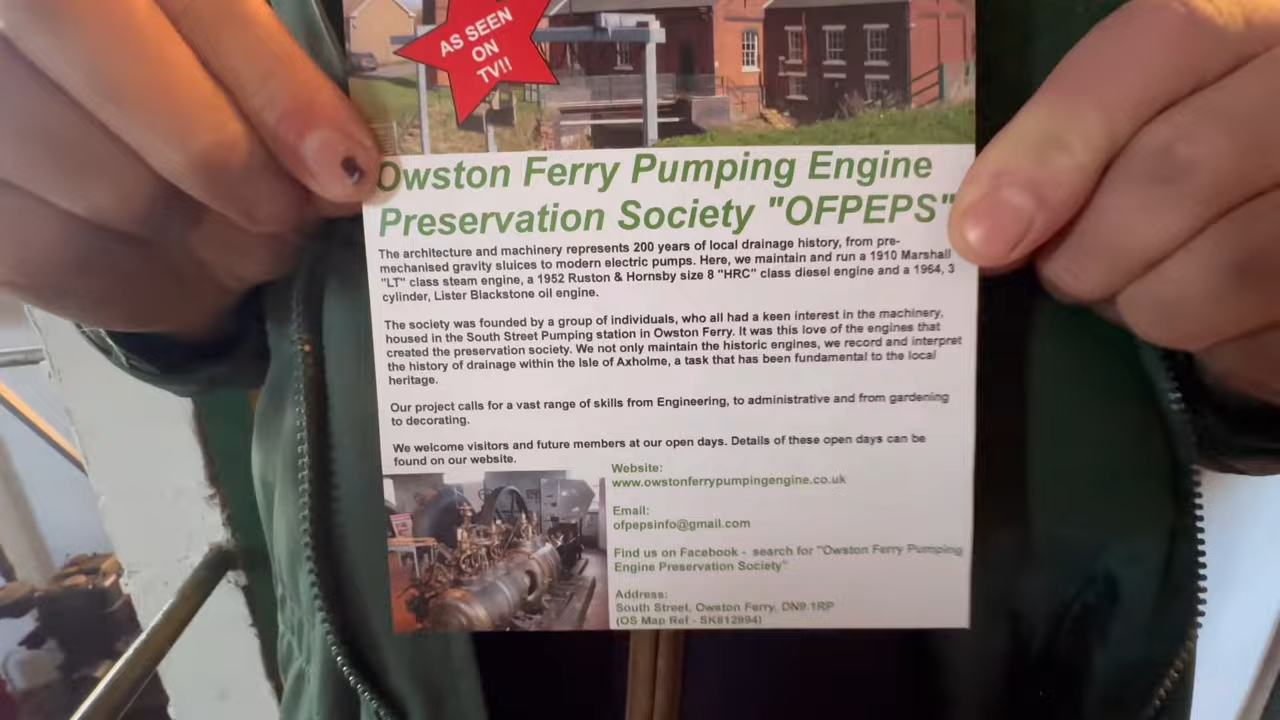 AS SEEN
ON
TV!!
Owston Ferry Pumping Engine
Preservation Society "OFPEPS"
The architecture and machinery represents 200 years of local drainage history, from pre-
mechanised gravity sluices to modern electric pumps. Here, we maintain and run a 1910 Marshall
"LT" class steam engine, a 1952 Ruston & Hornsby size 8 "HRC" class diesel engine and a 1964, 3
cylinder, Lister Blackstone oil engine.
The society was founded by a group of individuals, who all had a keen interest in the machinery,
housed in the South Street Pumping station in Owston Ferry. It was this love of the engines that
created the preservation society. We not only maintain the historic engines, we record and interpret
the history of drainage within the Isle of Axholme, a task that has been fundamental to the local
heritage.
Our project calls for a vast range of skills from Engineering, to administrative and from gardening
to decorating.
We welcome visitors and future members at our open days. Details of these open days can be
found on our website.
Website:
www.owstonferrypumpingengine.co.uk
Email:
ofpepsinfo@gmail.com
Find us on Facebook - search for "Owston Ferry Pumping
Engine Preservation Society"
Address:
South Street, Owston Ferry, DN9 1RP
(OS Map Ref - SK812994)